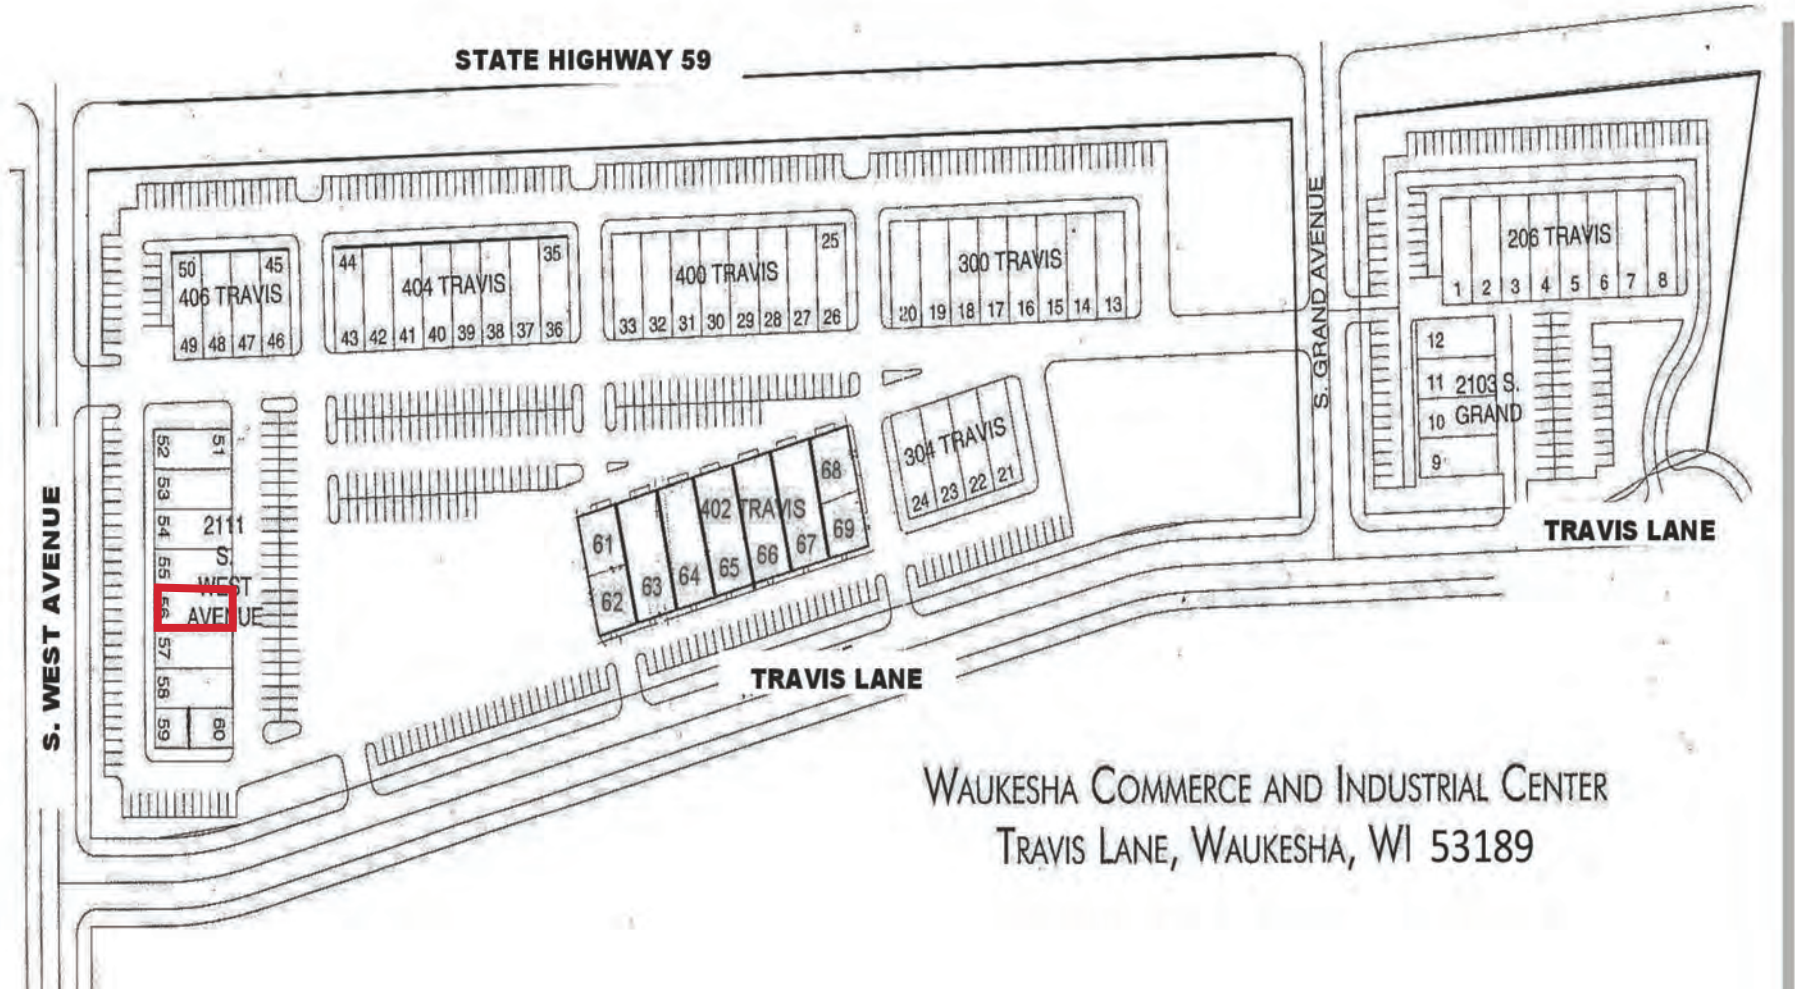 STATE HIGHWAY 59
S. WEST AVENUE
S. GRAND AVENUE
50 45
406 TRAVIS
49 48 47 46
44 35
404 TRAVIS
43 42 41 40 39 38 37 36
25
400 TRAVIS
33 32 31 30 29 28 27 26
300 TRAVIS
20 19 18 17 16 15 14 13
206 TRAVIS
1 2 3 4 5 6 7 8
12
11
10
9
2103 S.
GRAND
304 TRAVIS
24 23 22 21
402 TRAVIS
61
62
63
64
65
66
67
68
69
52 51
53
54
55
56
57
58
59 60
2111
S.
WEST
AVENUE
TRAVIS LANE
TRAVIS LANE
WAUKESHA COMMERCE AND INDUSTRIAL CENTER
TRAVIS LANE, WAUKESHA, WI 53189